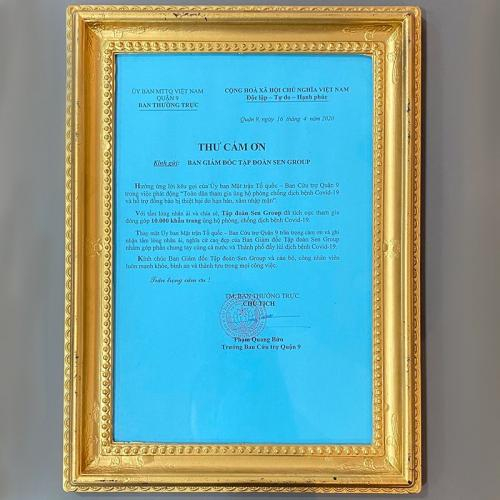 ỦY BAN MTTQ VIỆT NAM
QUẬN 9
BAN THƯỜNG TRỰC
CỘNG HOÀ XÃ HỘI CHỦ NGHĨA VIỆT NAM
Độc lập – Tự do – Hạnh phúc
Quận 9, ngày 16 tháng 4 năm 2020
THƯ CẢM ƠN
Kính gửi: BAN GIÁM ĐỐC TẬP ĐOÀN SEN GROUP
Hưởng ứng lời kêu gọi của Ủy ban Mặt trận Tổ quốc – Ban Cứu trợ Quận 9
trong việc phát động “Toàn dân tham gia ủng hộ phòng chống dịch bệnh Covid-19
và hỗ trợ đồng bào bị thiệt hại do hạn hán, xâm nhập mặn”.
Với tấm lòng nhân ái và chia sẻ, Tập đoàn Sen Group đã tích cực tham gia
đóng góp 10.000 khẩu trang ủng hộ phòng, chống dịch bệnh Covid-19.
Thay mặt Ủy ban Mặt trận Tổ quốc – Ban Cứu trợ Quận 9 trân trọng cảm ơn và ghi
nhận tấm lòng nhân ái, nghĩa cử cao đẹp của Ban Giám đốc Tập đoàn Sen Group
nhằm góp phần chung tay cùng cả nước và Thành phố đẩy lùi dịch bệnh Covid-19.
Kính chúc Ban Giám đốc Tập đoàn Sen Group và cán bộ, công nhân viên
luôn mạnh khỏe, bình an và thành tựu trong mọi công việc.
Trân trọng cảm ơn !
TM. BAN THƯỜNG TRỰC
CHỦ TỊCH
Phạm Quang Bửu
Trưởng Ban Cứu trợ Quận 9